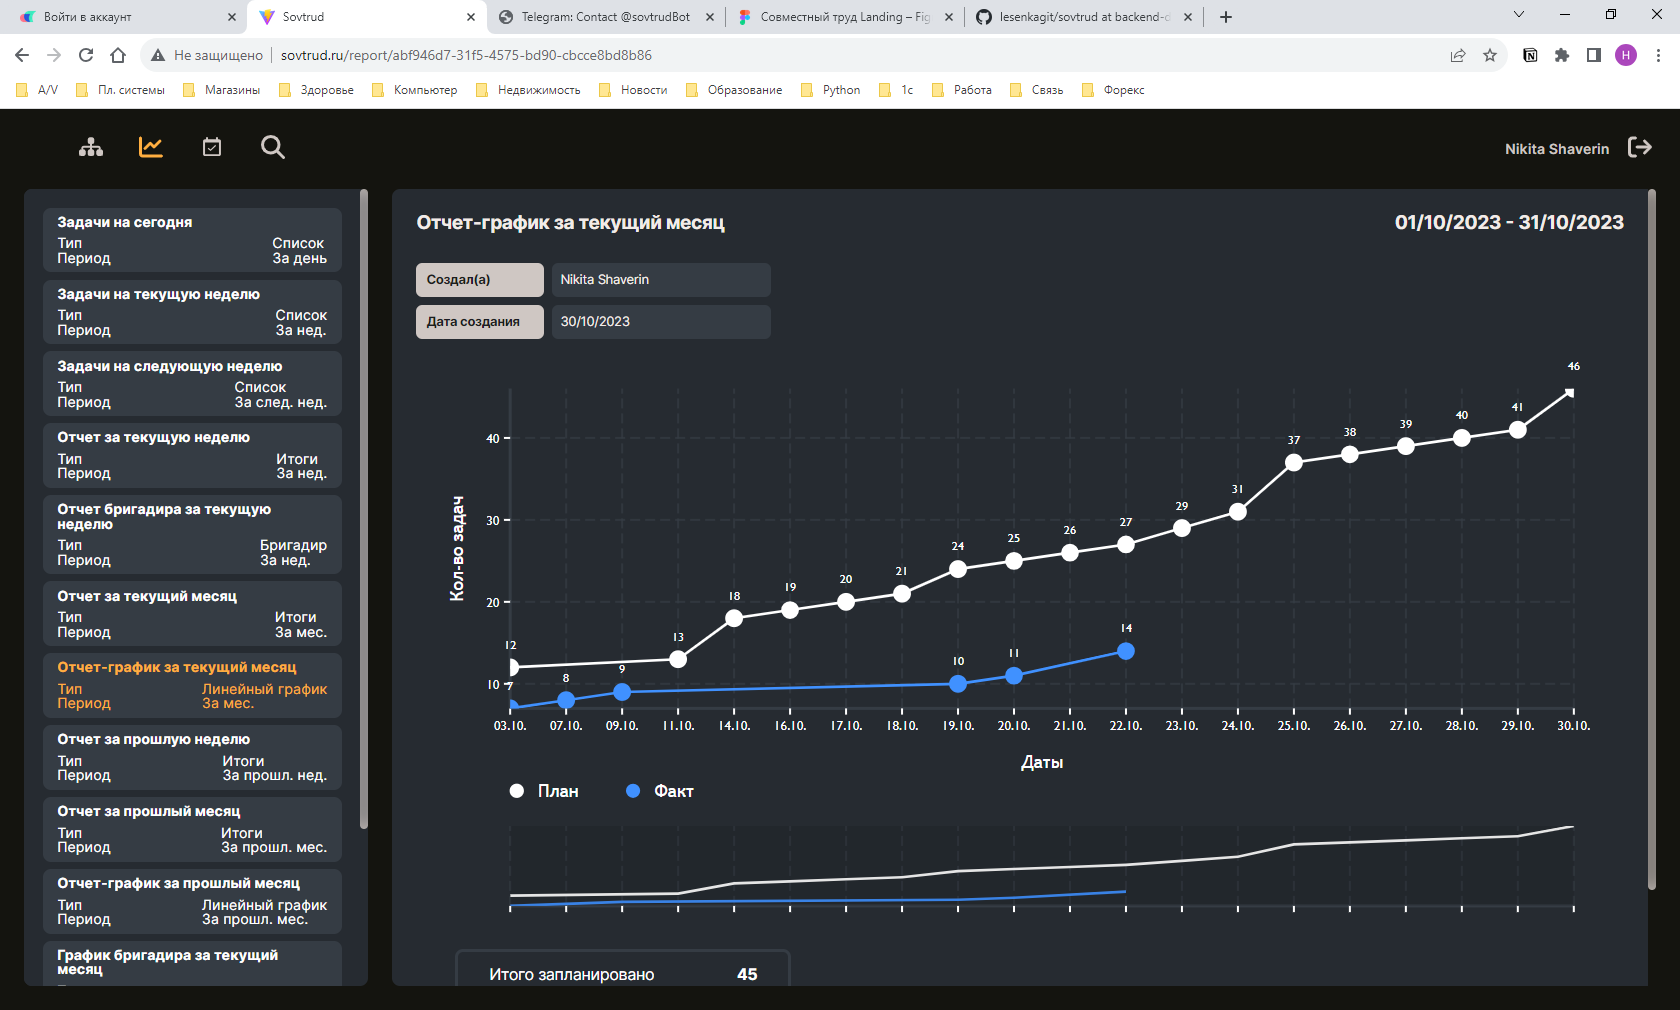 Войти в аккаунт
Sovtrud
Telegram: Contact @sovtrudBot
Совместный труд Landing – Fig
lesenkagit/sovtrud at backend-d
Не защищено
sovtrud.ru/report/abf946d7-31f5-4575-bd90-cbcce8bd8b86
Н
A/V
Пл. системы
Магазины
Здоровье
Компьютер
Недвижимость
Новости
Образование
Python
1с
Работа
Связь
Форекс
Nikita Shaverin
Задачи на сегодня
Тип Список
Период За день
Задачи на текущую неделю
Тип Список
Период За нед.
Задачи на следующую неделю
Тип Список
Период За след. нед.
Отчет за текущую неделю
Тип Итоги
Период За нед.
Отчет бригадира за текущую
неделю
Тип Бригадир
Период За нед.
Отчет за текущий месяц
Тип Итоги
Период За мес.
Отчет-график за текущий месяц
Тип Линейный график
Период За мес.
Отчет за прошлую неделю
Тип Итоги
Период За прошл. нед.
Отчет за прошлый месяц
Тип Итоги
Период За прошл. мес.
Отчет-график за прошлый месяц
Тип Линейный график
Период За прошл. мес.
График бригадира за текущий
месяц
Отчет-график за текущий месяц
01/10/2023 - 31/10/2023
Создал(а) Nikita Shaverin
Дата создания 30/10/2023
Кол-во задач
40
30
20
10
12 13 18 19 20 21 24 25 26 27 29 31 37 38 39 40 41 46
7 8 9 10 11 14
03.10. 07.10. 09.10. 11.10. 14.10. 16.10. 17.10. 18.10. 19.10. 20.10. 21.10. 22.10. 23.10. 24.10. 25.10. 26.10. 27.10. 28.10. 29.10. 30.10.
Даты
План Факт
Итого запланировано 45